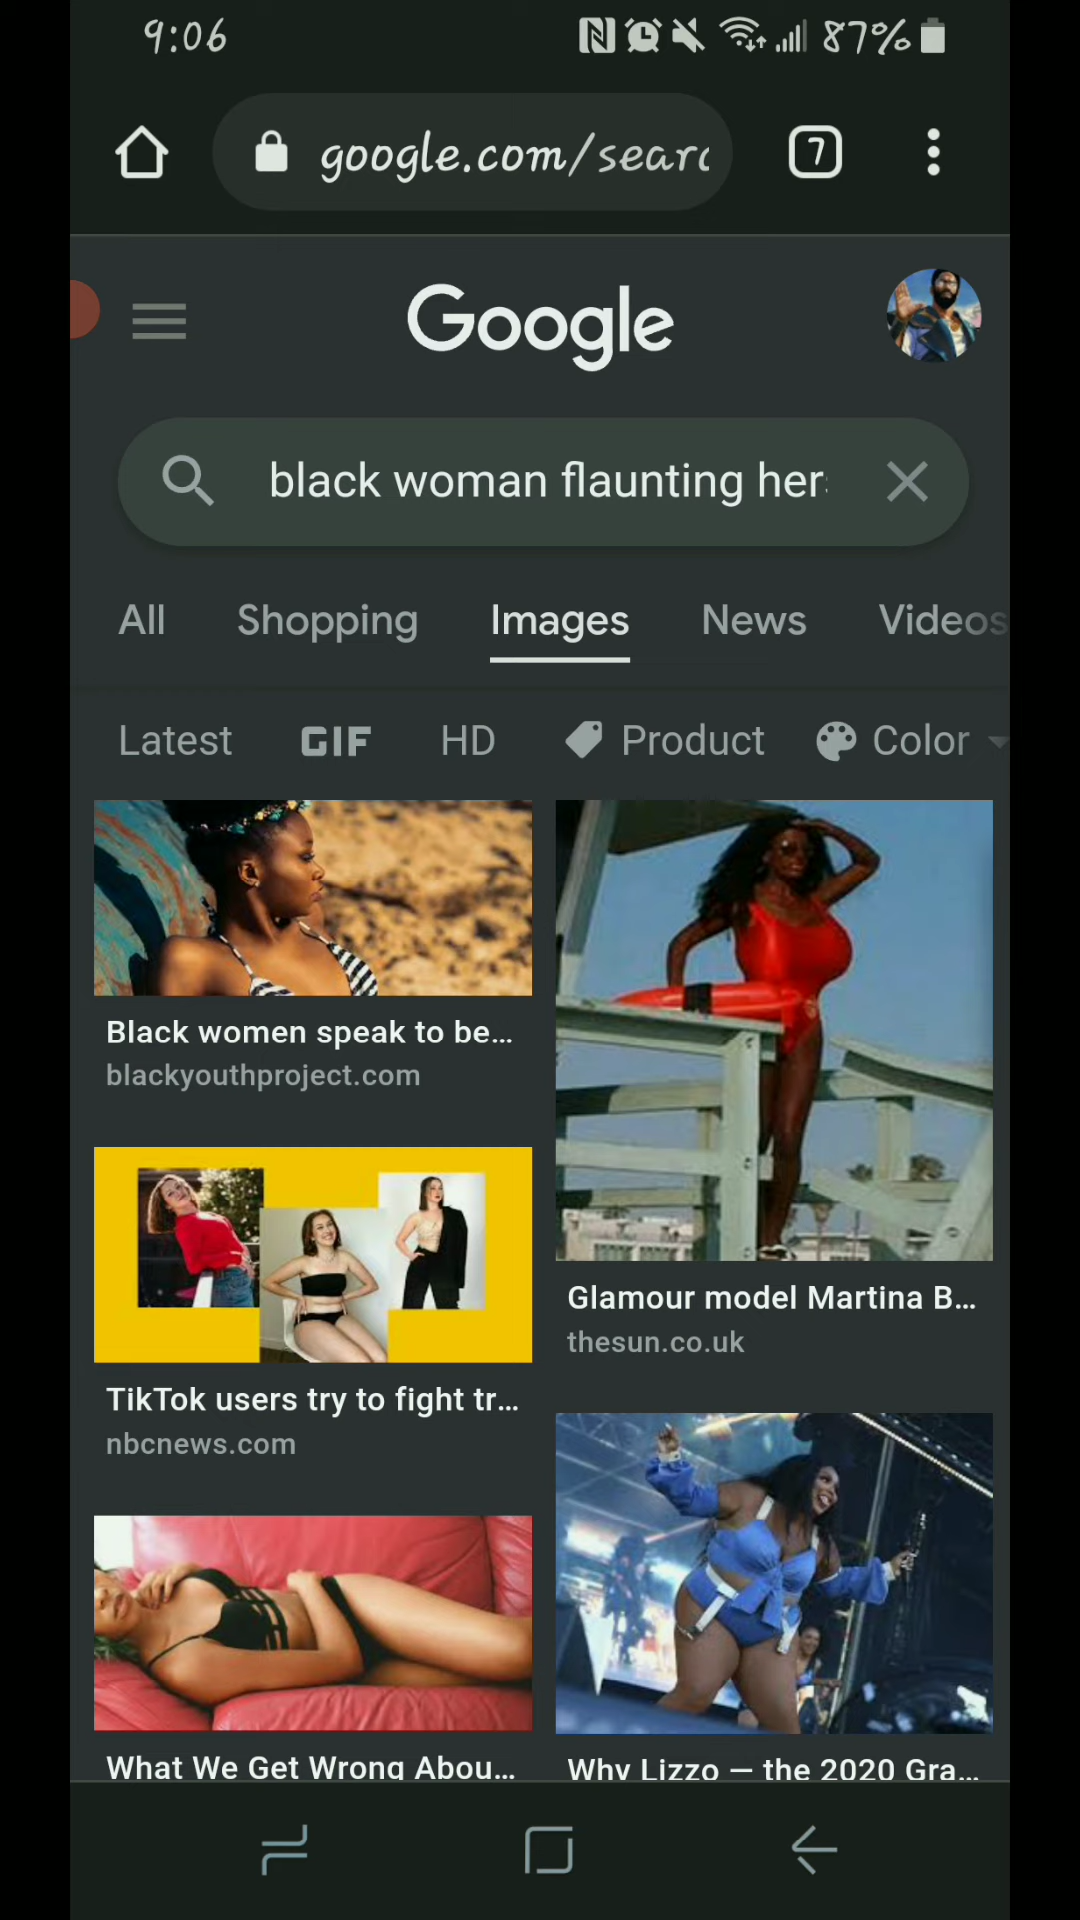 9:06 87%
google.com/searc
7
Google
black woman flaunting her
All Shopping Images News Videos
Latest GIF HD Product Color
Black women speak to be...
blackyouthproject.com
Glamour model Martina B...
thesun.co.uk
TikTok users try to fight tr...
nbcnews.com
What We Get Wrong Abou...
Why Lizzo — the 2020 Gra...